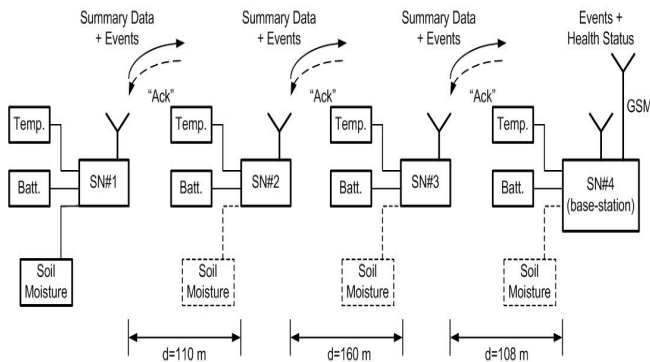 Summary Data
+ Events
Summary Data
+ Events
Summary Data
+ Events
Events +
Health Status
"Ack"
"Ack"
"Ack"
GSM
Temp.
Temp.
Temp.
Temp.
Batt.
SN#1
Batt.
SN#2
Batt.
SN#3
Batt.
SN#4
(base-station)
Soil
Moisture
Soil
Moisture
Soil
Moisture
Soil
Moisture
d=110 m
d=160 m
d=108 m